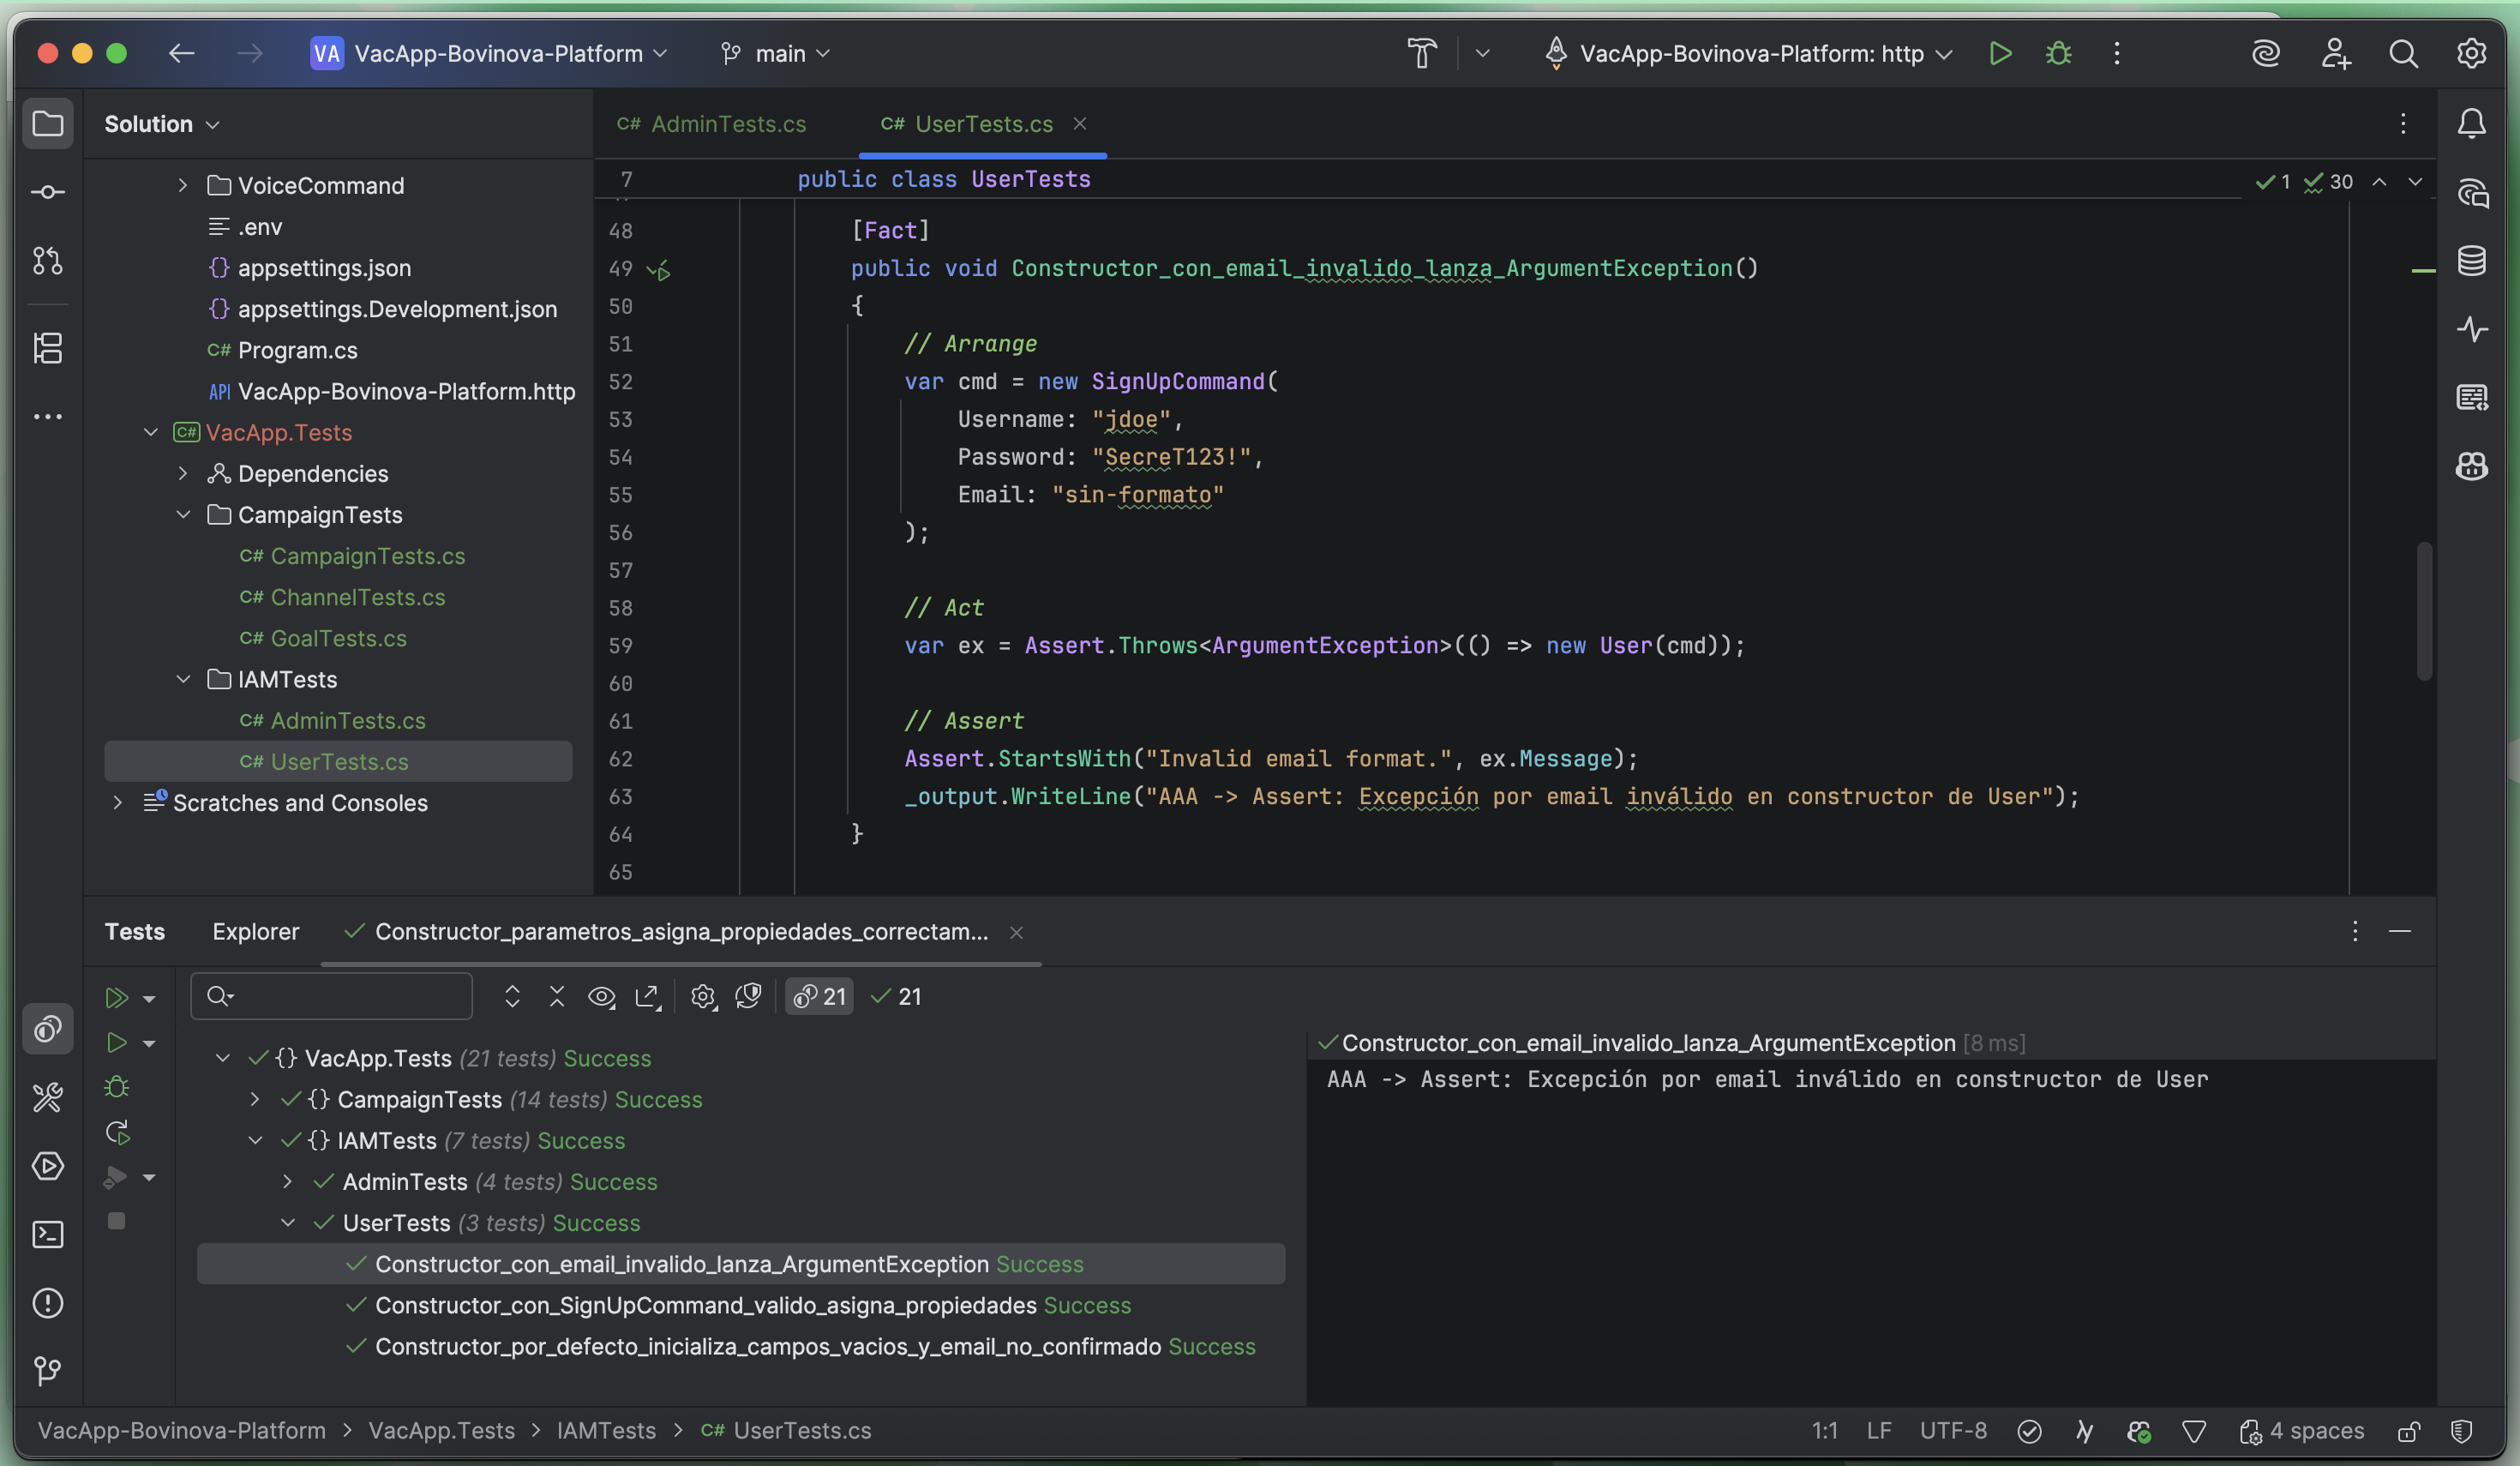 VA VacApp-Bovinova-Platform main VacApp-Bovinova-Platform: http
Solution
VoiceCommand
.env
{} appsettings.json
{} appsettings.Development.json
C# Program.cs
API VacApp-Bovinova-Platform.http
C# VacApp.Tests
Dependencies
CampaignTests
C# CampaignTests.cs
C# ChannelTests.cs
C# GoalTests.cs
IAMTests
C# AdminTests.cs
C# UserTests.cs
Scratches and Consoles
C# AdminTests.cs C# UserTests.cs
7 public class UserTests
1 30
48 [Fact]
49 public void Constructor_con_email_invalido_lanza_ArgumentException()
50 {
51 // Arrange
52 var cmd = new SignUpCommand(
53 Username: "jdoe",
54 Password: "SecreT123!",
55 Email: "sin-formato"
56 );
57
58 // Act
59 var ex = Assert.Throws<ArgumentException>(() => new User(cmd));
60
61 // Assert
62 Assert.StartsWith("Invalid email format.", ex.Message);
63 _output.WriteLine("AAA -> Assert: Excepción por email inválido en constructor de User");
64 }
65
Tests Explorer Constructor_parametros_asigna_propiedades_correctam...
21 21
{} VacApp.Tests (21 tests) Success
{} CampaignTests (14 tests) Success
{} IAMTests (7 tests) Success
AdminTests (4 tests) Success
UserTests (3 tests) Success
Constructor_con_email_invalido_lanza_ArgumentException Success
Constructor_con_SignUpCommand_valido_asigna_propiedades Success
Constructor_por_defecto_inicializa_campos_vacios_y_email_no_confirmado Success
Constructor_con_email_invalido_lanza_ArgumentException [8 ms]
AAA -> Assert: Excepción por email inválido en constructor de User
VacApp-Bovinova-Platform > VacApp.Tests > IAMTests > C# UserTests.cs
1:1 LF UTF-8 4 spaces